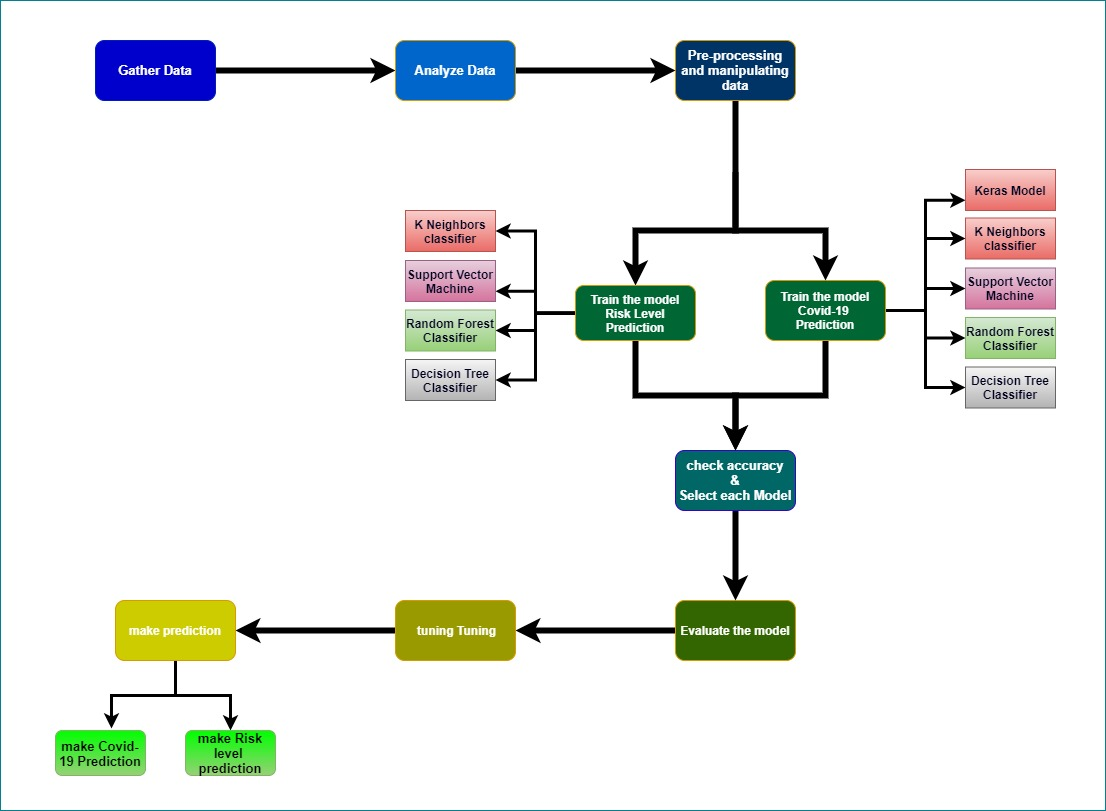 Gather Data
Analyze Data
Pre-processing
and manipulating
data
K Neighbors
classifier
Support Vector
Machine
Random Forest
Classifier
Decision Tree
Classifier
Train the model
Risk Level
Prediction
Train the model
Covid-19
Prediction
Keras Model
K Neighbors
classifier
Support Vector
Machine
Random Forest
Classifier
Decision Tree
Classifier
check accuracy
&
Select each Model
Evaluate the model
tuning Tuning
make prediction
make Covid-
19 Prediction
make Risk
level
prediction